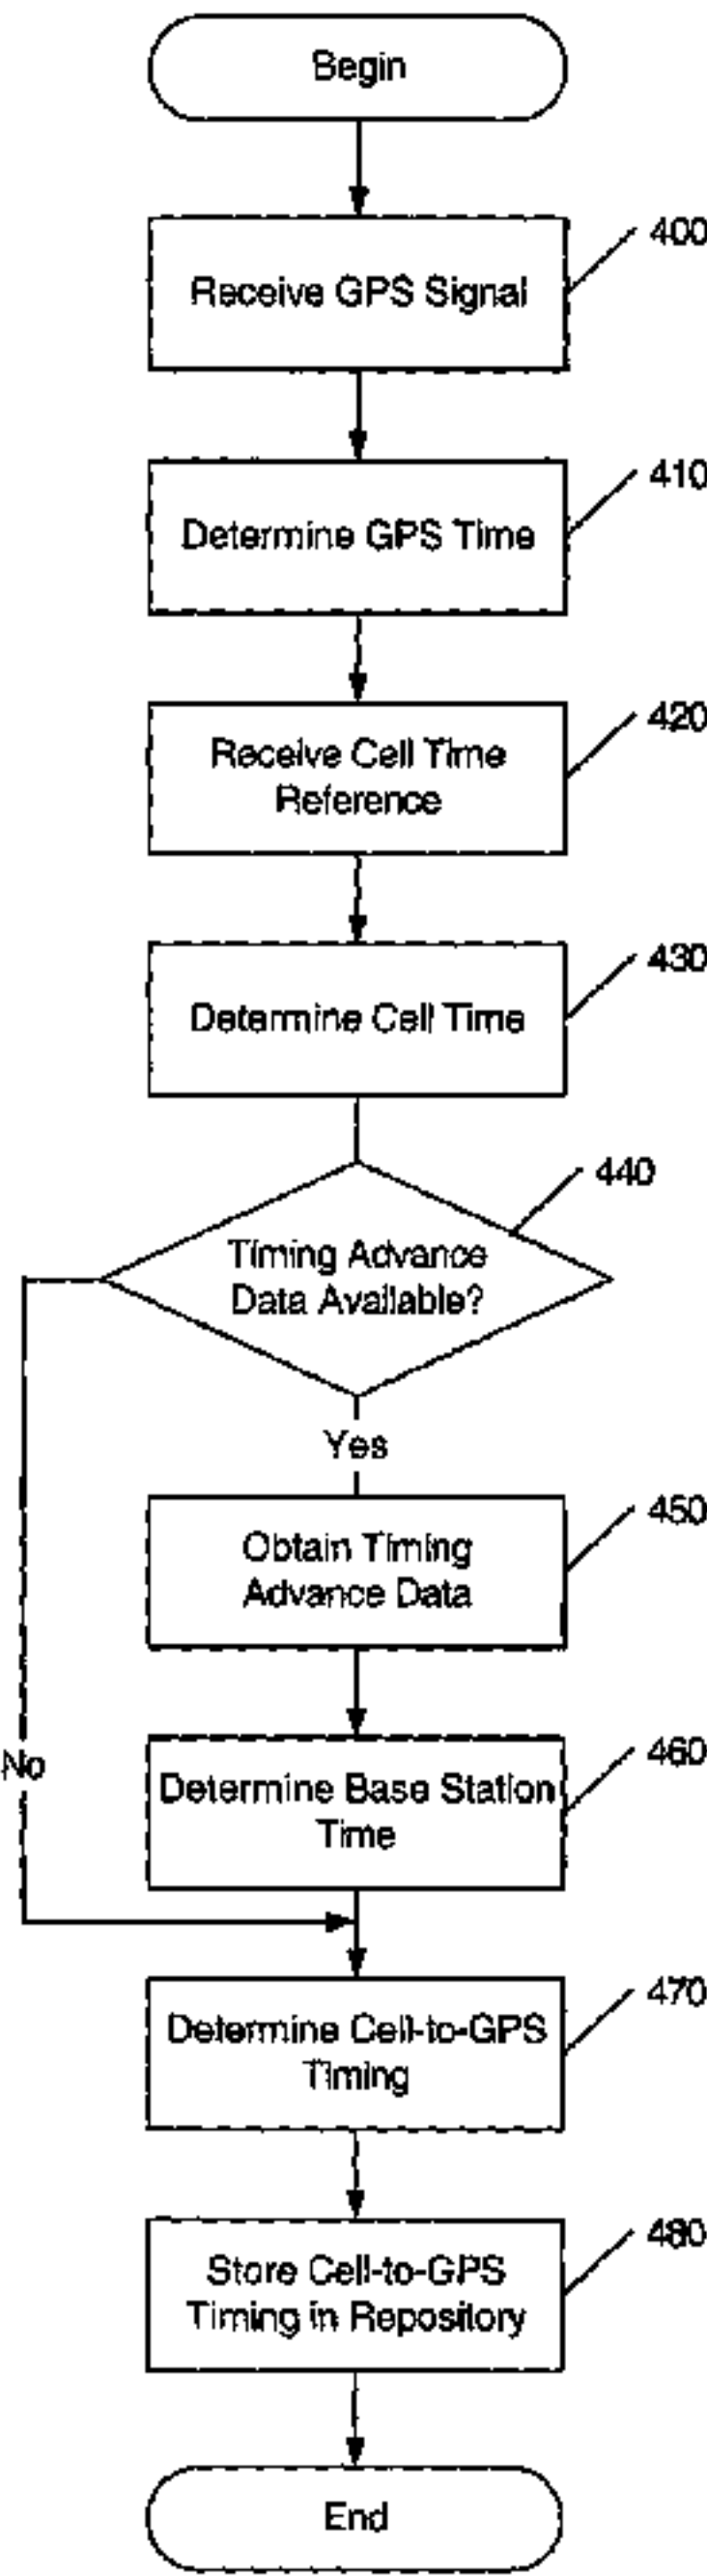 Begin
400
Receive GPS Signal
410
Determine GPS Time
420
Receive Cell Time
Reference
430
Determine Cell Time
440
Timing Advance
Data Available?
Yes
450
Obtain Timing
Advance Data
No
460
Determine Base Station
Time
470
Determine Cell-to-GPS
Timing
480
Store Cell-to-GPS
Timing in Repository
End